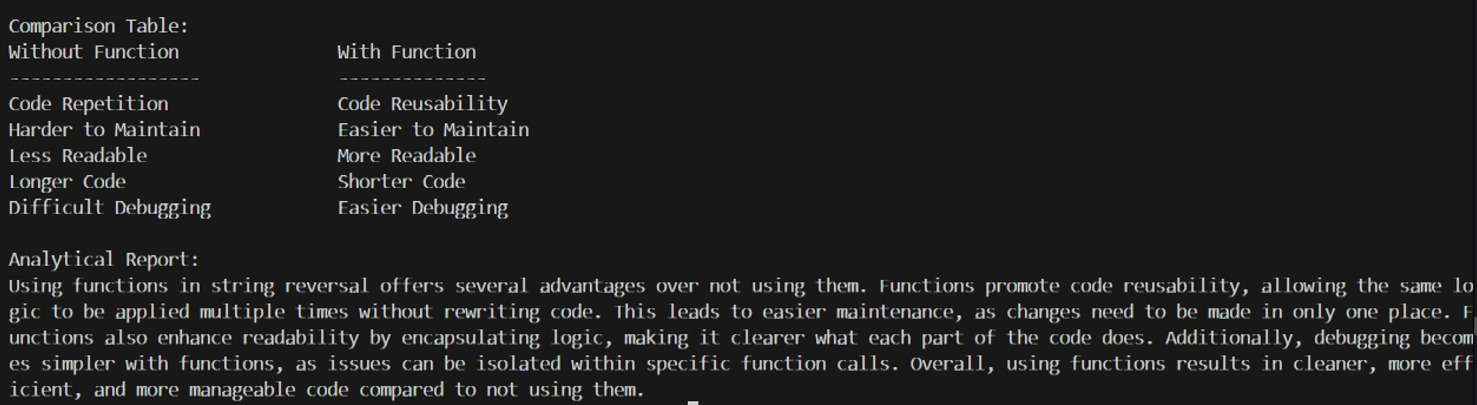 Comparison Table:
Without Function              With Function
------------------             --------------
Code Repetition               Code Reusability
Harder to Maintain            Easier to Maintain
Less Readable                 More Readable
Longer Code                   Shorter Code
Difficult Debugging           Easier Debugging

Analytical Report:
Using functions in string reversal offers several advantages over not using them. Functions promote code reusability, allowing the same lo
gic to be applied multiple times without rewriting code. This leads to easier maintenance, as changes need to be made in only one place. F
unctions also enhance readability by encapsulating logic, making it clearer what each part of the code does. Additionally, debugging becom
es simpler with functions, as issues can be isolated within specific function calls. Overall, using functions results in cleaner, more eff
icient, and more manageable code compared to not using them.